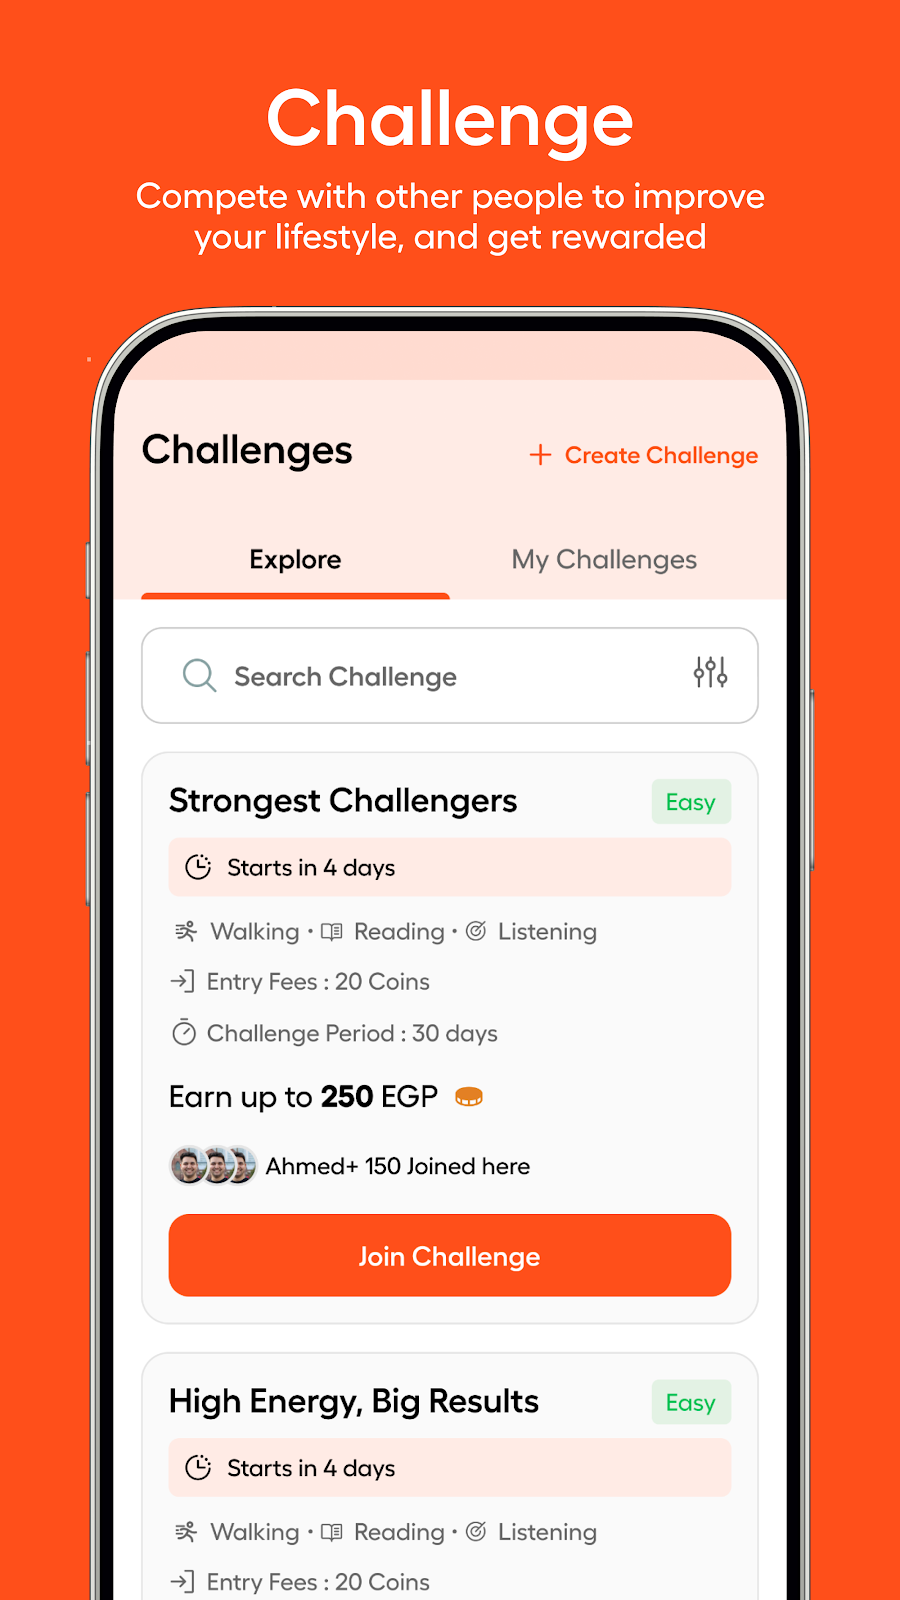 Challenge
Compete with other people to improve
your lifestyle, and get rewarded
Challenges
+ Create Challenge
Explore
My Challenges
Search Challenge
Strongest Challengers
Easy
Starts in 4 days
Walking • Reading • Listening
Entry Fees : 20 Coins
Challenge Period : 30 days
Earn up to 250 EGP
Ahmed+ 150 Joined here
Join Challenge
High Energy, Big Results
Easy
Starts in 4 days
Walking • Reading • Listening
Entry Fees : 20 Coins